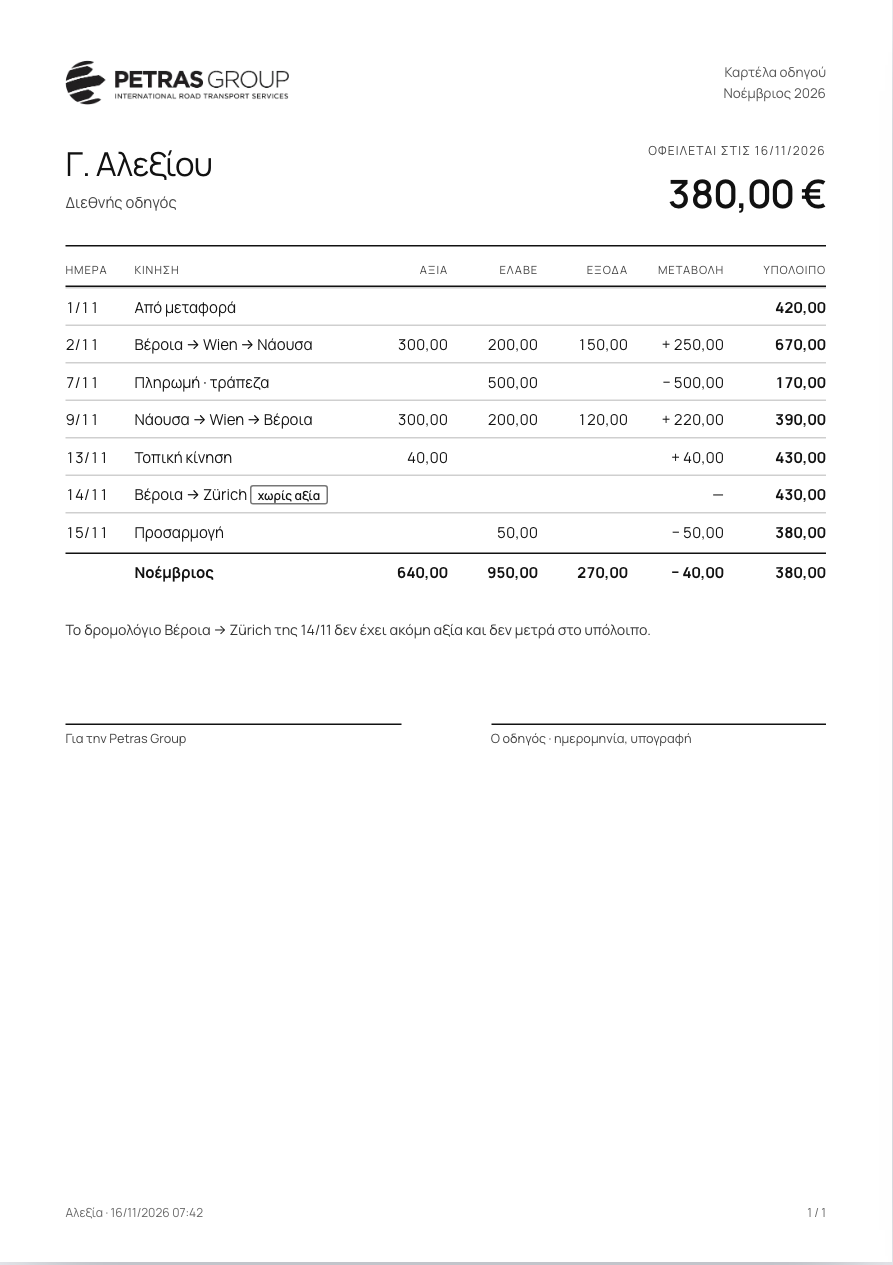 PETRAS GROUP
INTERNATIONAL ROAD TRANSPORT SERVICES
Καρτέλα οδηγού
Νοέμβριος 2026
Γ. Αλεξίου
Διεθνής οδηγός
ΟΦΕΙΛΕΤΑΙ ΣΤΙΣ 16/11/2026
380,00 €
ΗΜΕΡΑ ΚΙΝΗΣΗ ΑΞΙΑ ΕΛΑΒΕ ΕΞΟΔΑ ΜΕΤΑΒΟΛΗ ΥΠΟΛΟΙΠΟ
1/11 Από μεταφορά 420,00
2/11 Βέροια → Wien → Νάουσα 300,00 200,00 150,00 + 250,00 670,00
7/11 Πληρωμή · τράπεζα 500,00 − 500,00 170,00
9/11 Νάουσα → Wien → Βέροια 300,00 200,00 120,00 + 220,00 390,00
13/11 Τοπική κίνηση 40,00 + 40,00 430,00
14/11 Βέροια → Zürich χωρίς αξία — 430,00
15/11 Προσαρμογή 50,00 − 50,00 380,00
Νοέμβριος 640,00 950,00 270,00 − 40,00 380,00
Το δρομολόγιο Βέροια → Zürich της 14/11 δεν έχει ακόμη αξία και δεν μετρά στο υπόλοιπο.
Για την Petras Group
Ο οδηγός · ημερομηνία, υπογραφή
Αλεξία · 16/11/2026 07:42
1 / 1